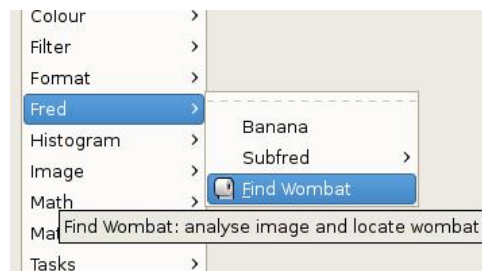 Colour
Filter
Format
Fred
Histogram
Image
Math
Mat
Tasks
Banana
Subfred
Find Wombat
Find Wombat: analyse image and locate wombat